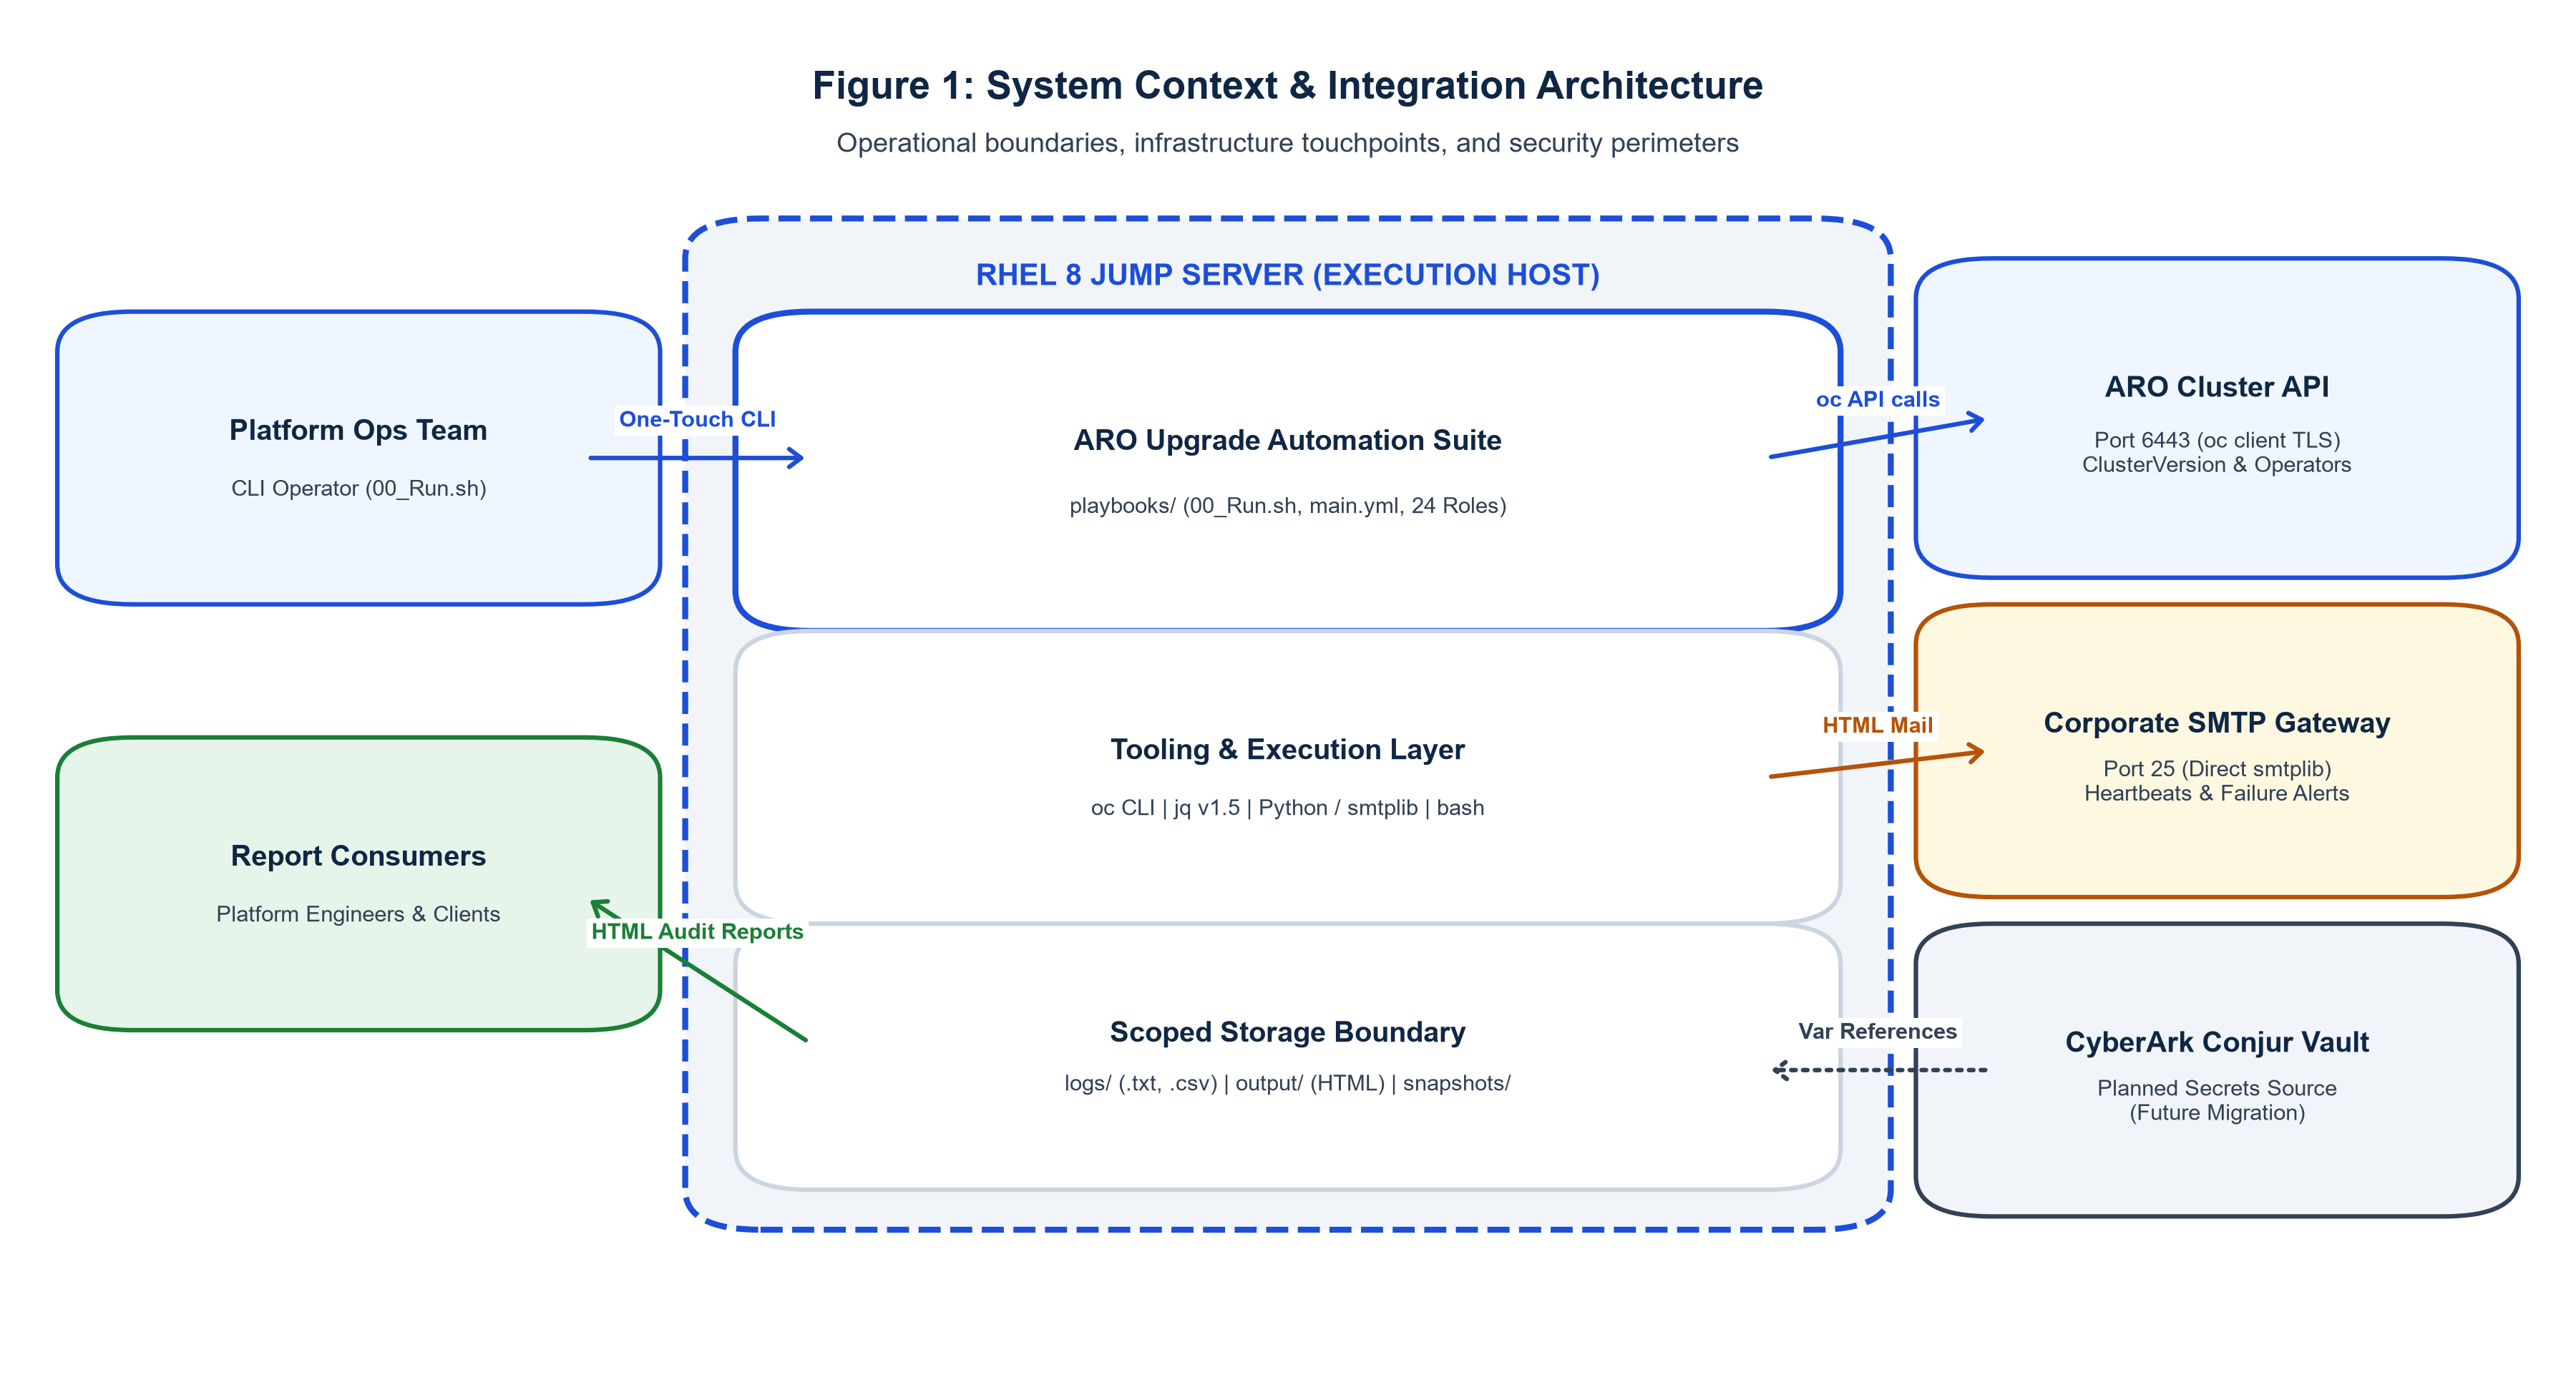 Figure 1: System Context & Integration Architecture
Operational boundaries, infrastructure touchpoints, and security perimeters
RHEL 8 JUMP SERVER (EXECUTION HOST)
Platform Ops Team
CLI Operator (00_Run.sh)
One-Touch CLI
ARO Upgrade Automation Suite
playbooks/ (00_Run.sh, main.yml, 24 Roles)
oc API calls
ARO Cluster API
Port 6443 (oc client TLS)
ClusterVersion & Operators
Tooling & Execution Layer
oc CLI | jq v1.5 | Python / smtplib | bash
HTML Mail
Corporate SMTP Gateway
Port 25 (Direct smtplib)
Heartbeats & Failure Alerts
Report Consumers
Platform Engineers & Clients
HTML Audit Reports
Scoped Storage Boundary
logs/ (.txt, .csv) | output/ (HTML) | snapshots/
Var References
CyberArk Conjur Vault
Planned Secrets Source
(Future Migration)